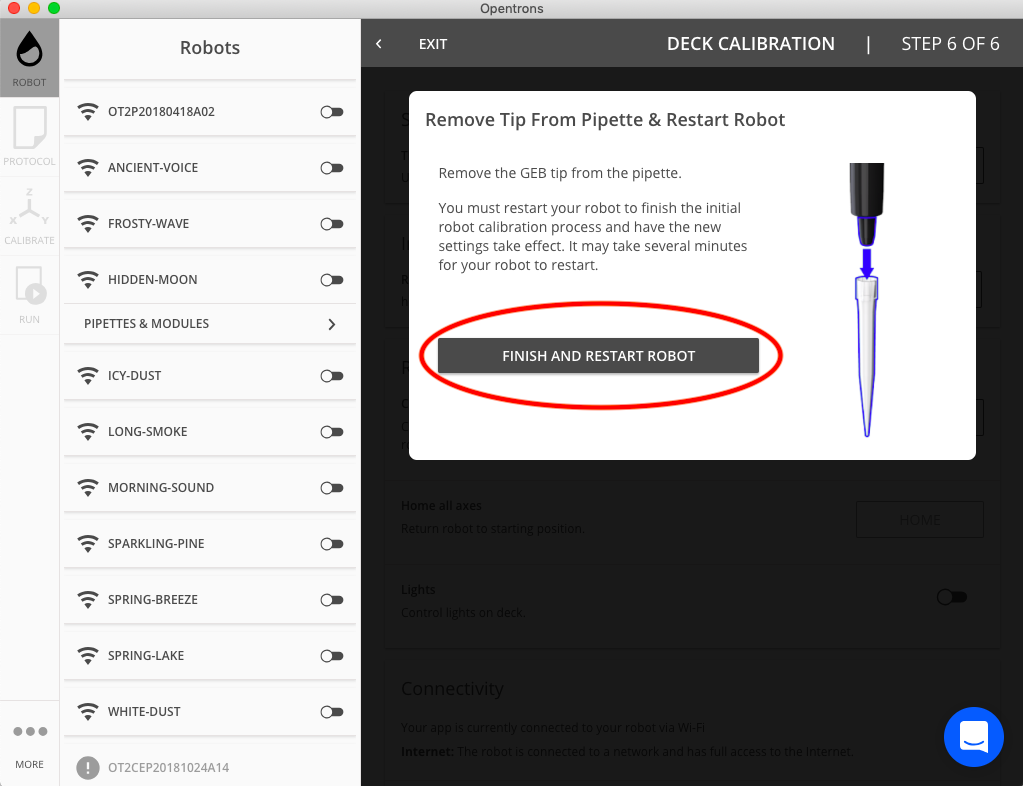 Opentrons
ROBOT
PROTOCOL
Z
X Y
CALIBRATE
RUN
MORE
Robots
OT2P20180418A02
ANCIENT-VOICE
FROSTY-WAVE
HIDDEN-MOON
PIPETTES & MODULES
ICY-DUST
LONG-SMOKE
MORNING-SOUND
SPARKLING-PINE
SPRING-BREEZE
SPRING-LAKE
WHITE-DUST
OT2CEP20181024A14
EXIT
DECK CALIBRATION | STEP 6 OF 6
Remove Tip From Pipette & Restart Robot
Remove the GEB tip from the pipette.
You must restart your robot to finish the initial
robot calibration process and have the new
settings take effect. It may take several minutes
for your robot to restart.
FINISH AND RESTART ROBOT
Home all axes
Return robot to starting position.
HOME
Lights
Control lights on deck.
Connectivity
Your app is currently connected to your robot via Wi-Fi
Internet: The robot is connected to a network and has full access to the Internet.